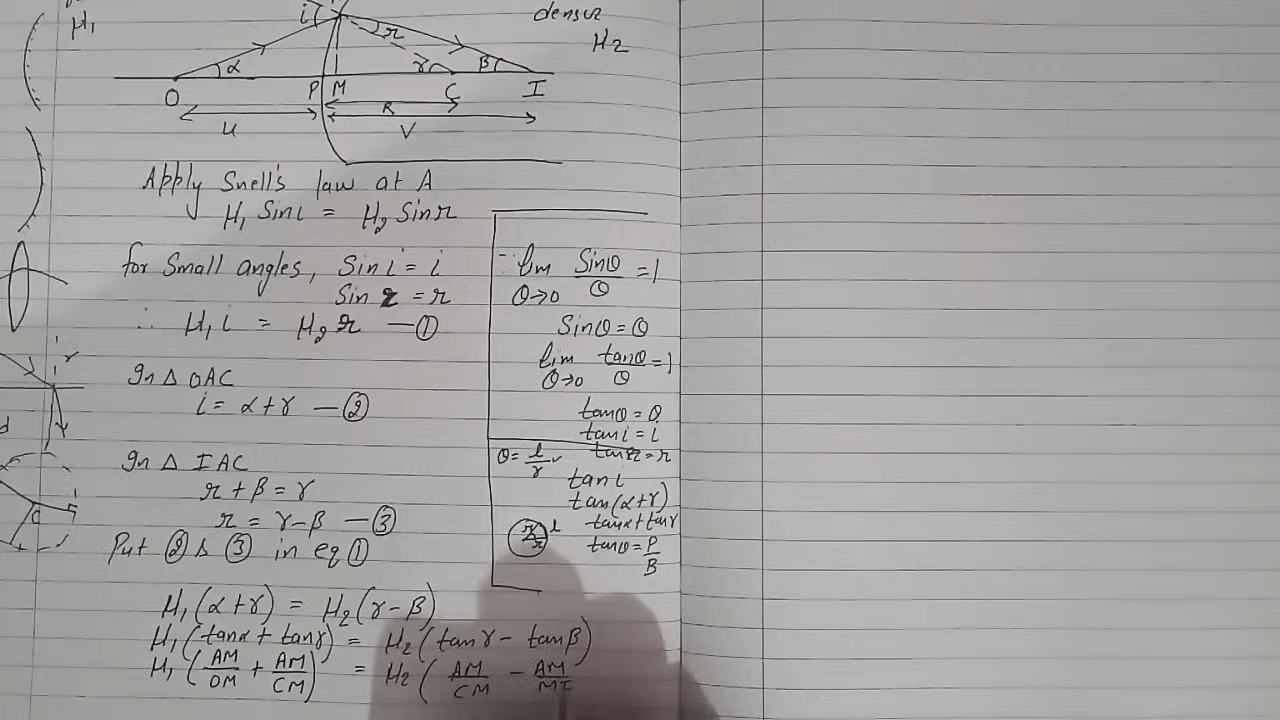 μ₁
denser
μ₂
i
r
α
γ
β
O
P M
C
I
R
u
V
Apply Snell's law at A
μ₁ Sini = μ₂ Sinr
for Small angles, Sin i = i
Sin r = r
∴ μ₁ i = μ₂ r —①
In Δ OAC
i = α+γ —②
In Δ IAC
r + β = γ
r = γ-β —③
Put ② & ③ in eq ①
μ₁(α+γ) = μ₂(γ-β)
μ₁(tanα + tanγ) = μ₂(tanγ - tanβ)
μ₁(AM/OM + AM/CM) = μ₂(AM/CM - AM/MI
∵ lim θ→0 Sinθ/θ = 1
Sinθ = θ
lim θ→0 tanθ/θ = 1
tanθ = θ
tan i = i
θ = l/r tan r = r
tan i
tan(α+γ)
tanα + tanγ
l
tanθ = P/B
r
d